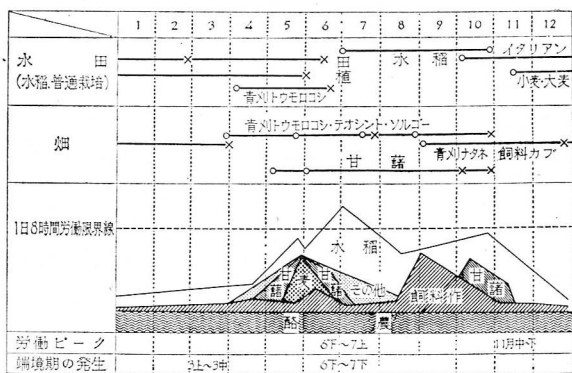 1 2 3 4 5 6 7 8 9 10 11 12
水田
(水稲.普通栽培)
田植
水稲
イタリアン
小麦・大麦
青刈トウモロコシ
畑
青刈トウモロコシ・テオシント・ソルゴー
青刈ナタネ 飼料カブ
甘藷
1日8時間労働限界線
水稲
甘藷
麦
甘藷
その他
飼料作
甘藷
酪農
労働ピーク 6下~7上 11月中・下
端境期の発生 3上~3中 6下~7下